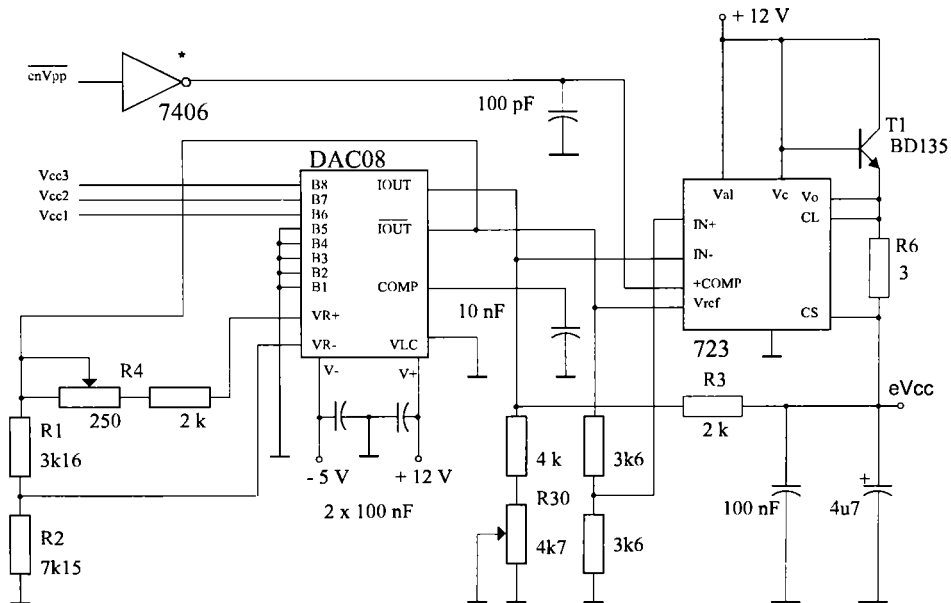 + 12 V
enVpp
*
7406
100 pF
T1
BD135
DAC08
Vcc3
Vcc2
Vcc1
B8
B7
B6
B5
B4
B3
B2
B1
VR+
VR-
IOUT
IOUT
COMP
VLC
V-
V+
10 nF
Val
Vc
Vo
CL
IN+
IN-
+COMP
Vref
CS
723
R6
3
R4
250
2 k
R1
3k16
R2
7k15
- 5 V
+ 12 V
2 x 100 nF
R3
2 k
eVcc
4 k
3k6
R30
4k7
3k6
100 nF
+
4u7